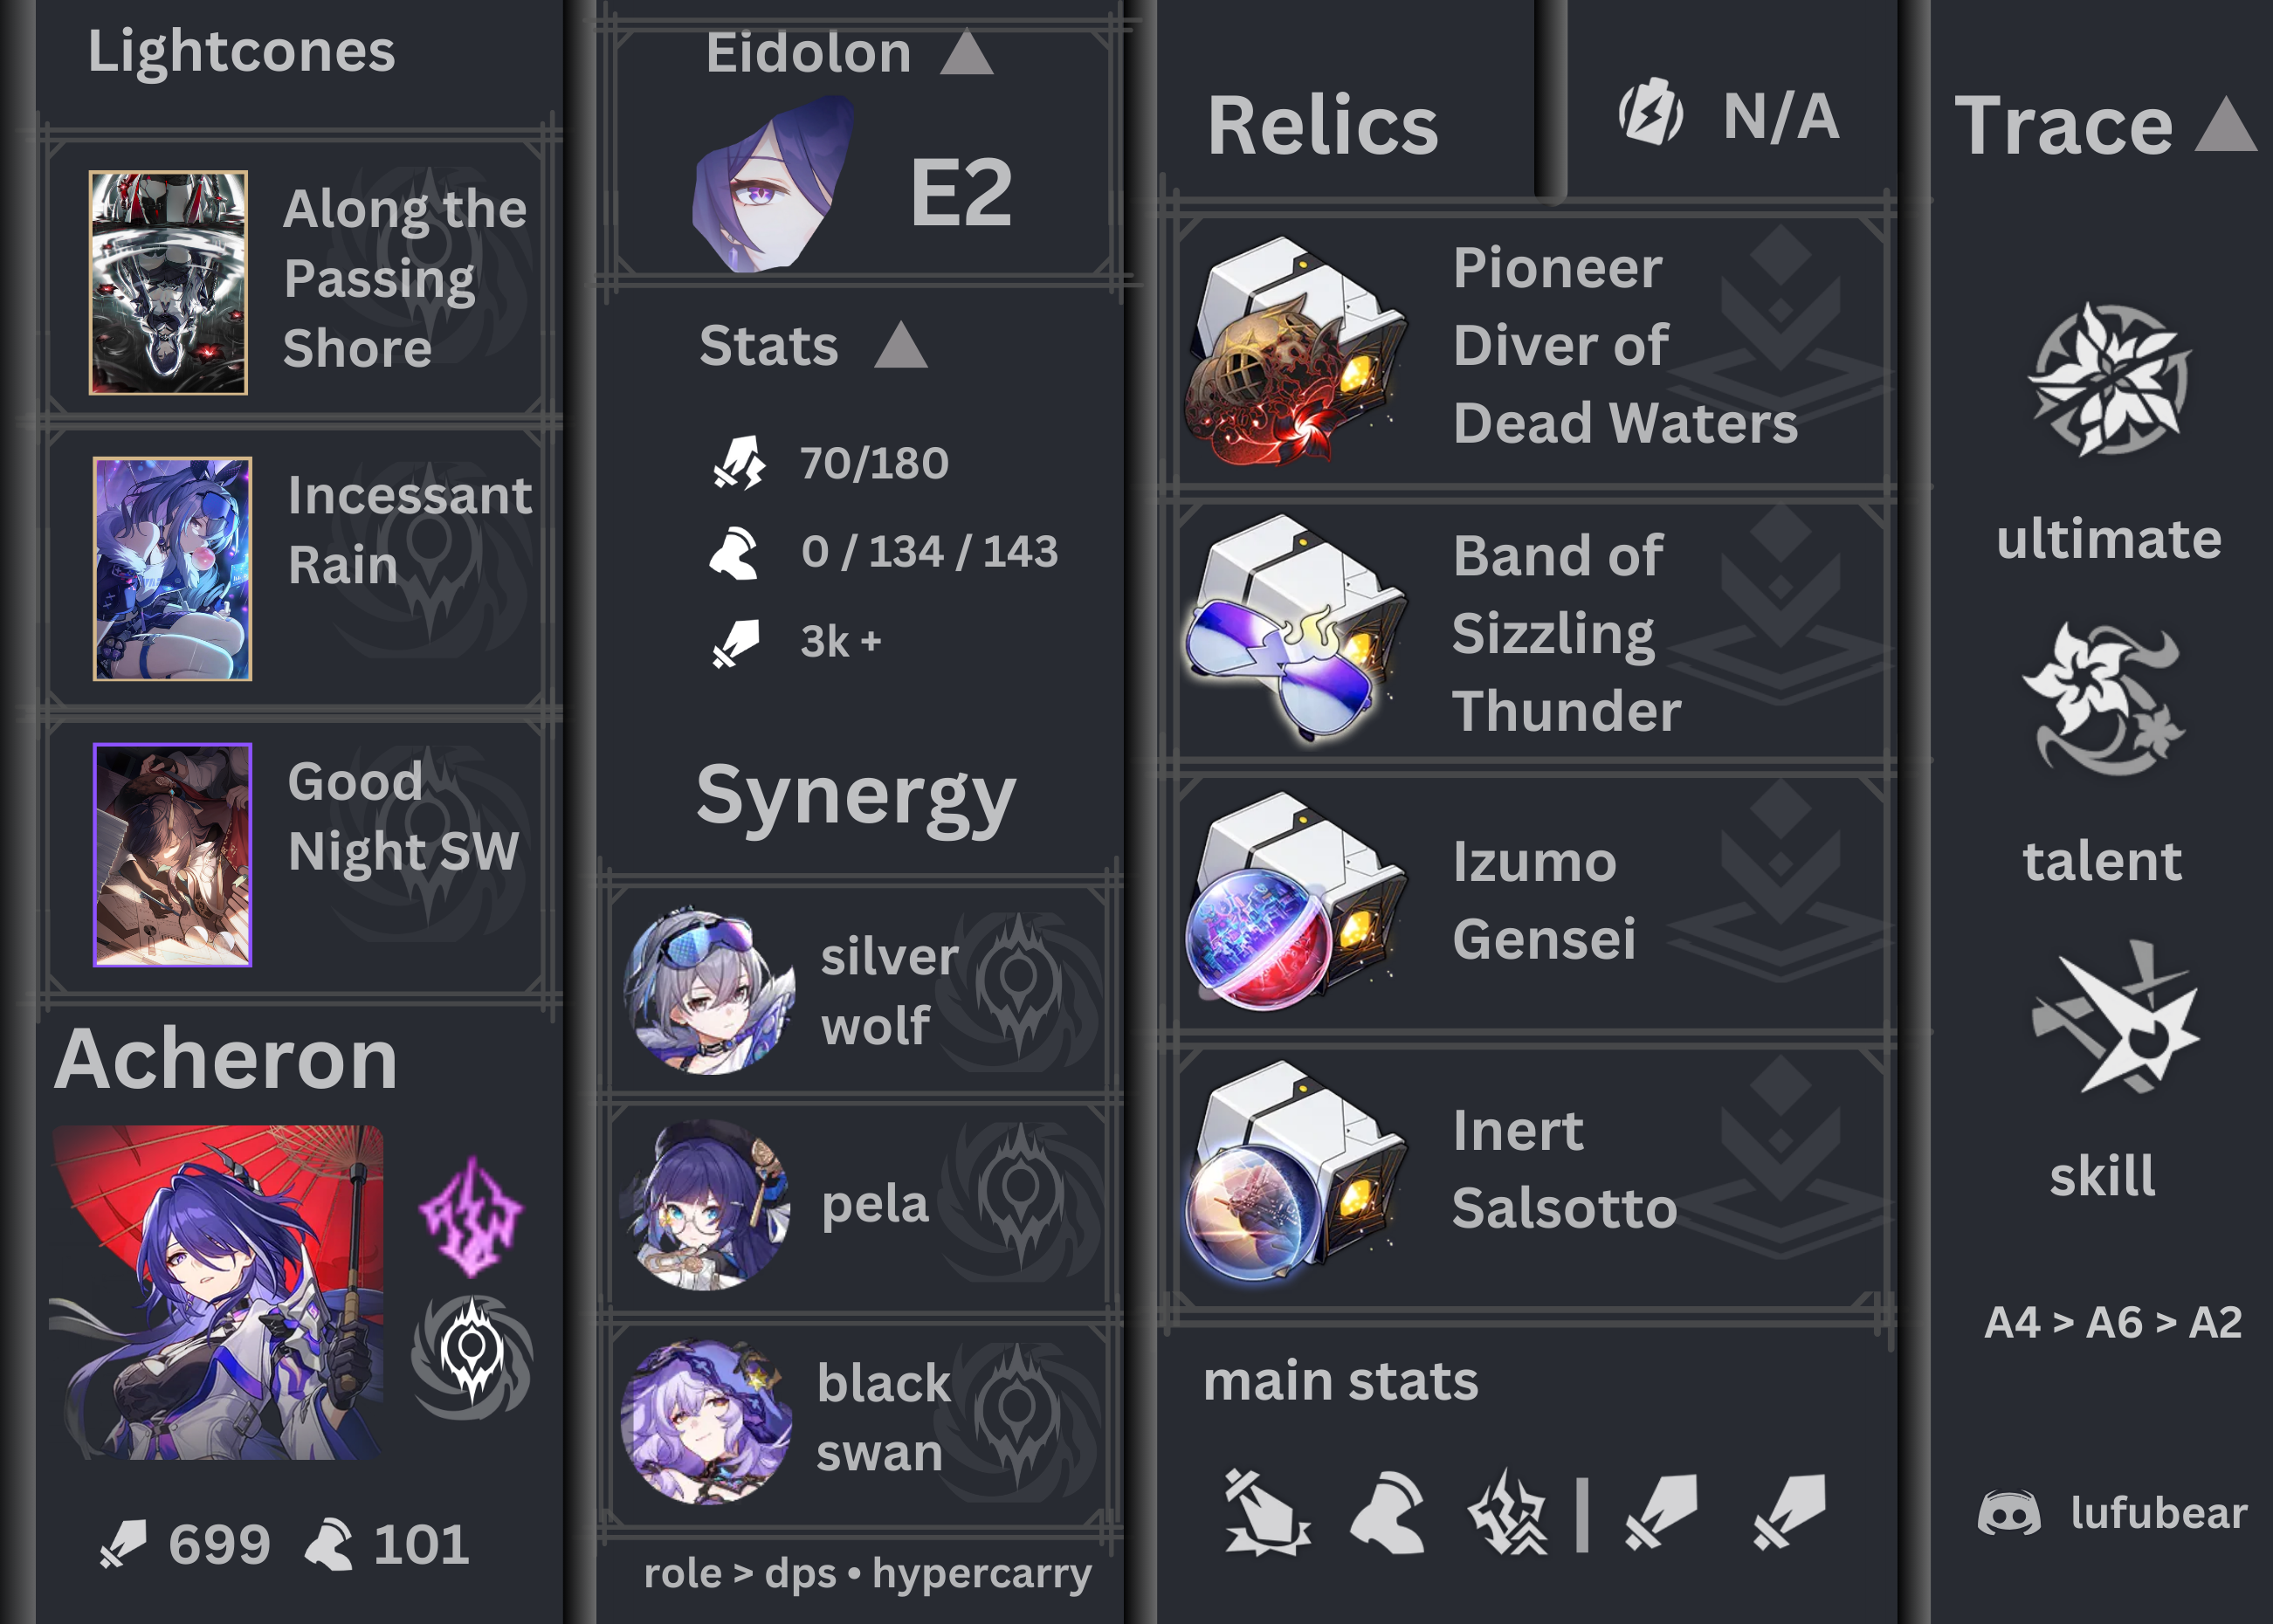 Lightcones
Along the
Passing
Shore
Incessant
Rain
Good
Night SW
Acheron
699 101
Eidolon
E2
Stats
70/180
0 / 134 / 143
3k +
Synergy
silver
wolf
pela
black
swan
role > dps • hypercarry
Relics
N/A
Pioneer
Diver of
Dead Waters
Band of
Sizzling
Thunder
Izumo
Gensei
Inert
Salsotto
main stats
Trace
ultimate
talent
skill
A4 > A6 > A2
lufubear